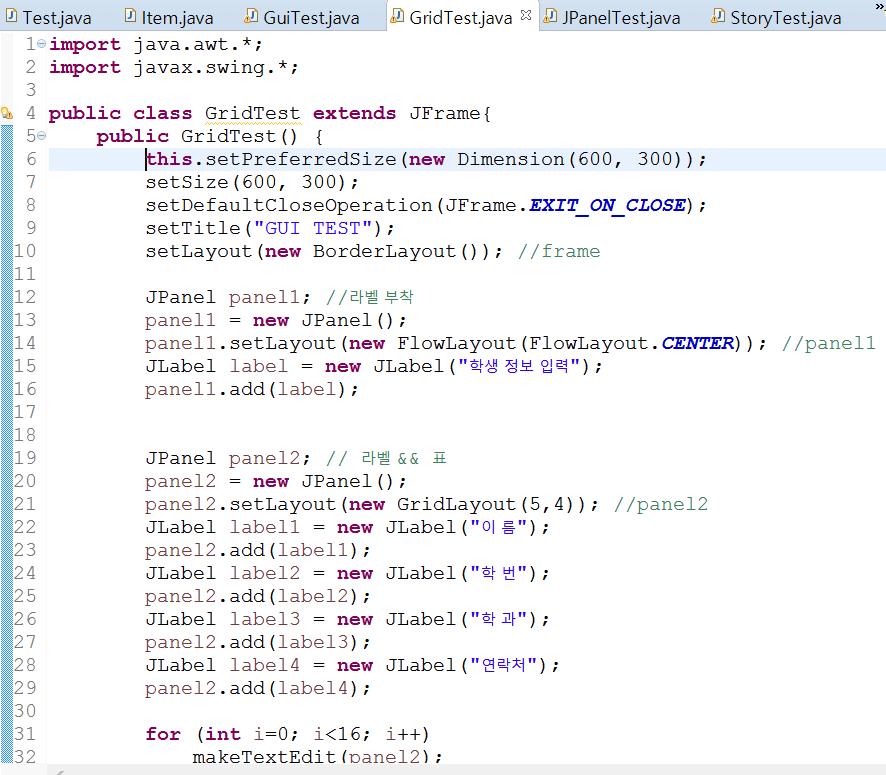 Test.java Item.java GuiTest.java GridTest.java JPanelTest.java StoryTest.java »
1 import java.awt.*;
2 import javax.swing.*;
3
4 public class GridTest extends JFrame{
5 public GridTest() {
6 this.setPreferredSize(new Dimension(600, 300));
7 setSize(600, 300);
8 setDefaultCloseOperation(JFrame.EXIT_ON_CLOSE);
9 setTitle("GUI TEST");
10 setLayout(new BorderLayout()); //frame
11
12 JPanel panel1; //라벨 부착
13 panel1 = new JPanel();
14 panel1.setLayout(new FlowLayout(FlowLayout.CENTER)); //panel1
15 JLabel label = new JLabel("학생 정보 입력");
16 panel1.add(label);
17
18
19 JPanel panel2; // 라벨 && 표
20 panel2 = new JPanel();
21 panel2.setLayout(new GridLayout(5,4)); //panel2
22 JLabel label1 = new JLabel("이 름");
23 panel2.add(label1);
24 JLabel label2 = new JLabel("학 번");
25 panel2.add(label2);
26 JLabel label3 = new JLabel("학 과");
27 panel2.add(label3);
28 JLabel label4 = new JLabel("연락처");
29 panel2.add(label4);
30
31 for (int i=0; i<16; i++)
32 makeTextEdit(panel2);